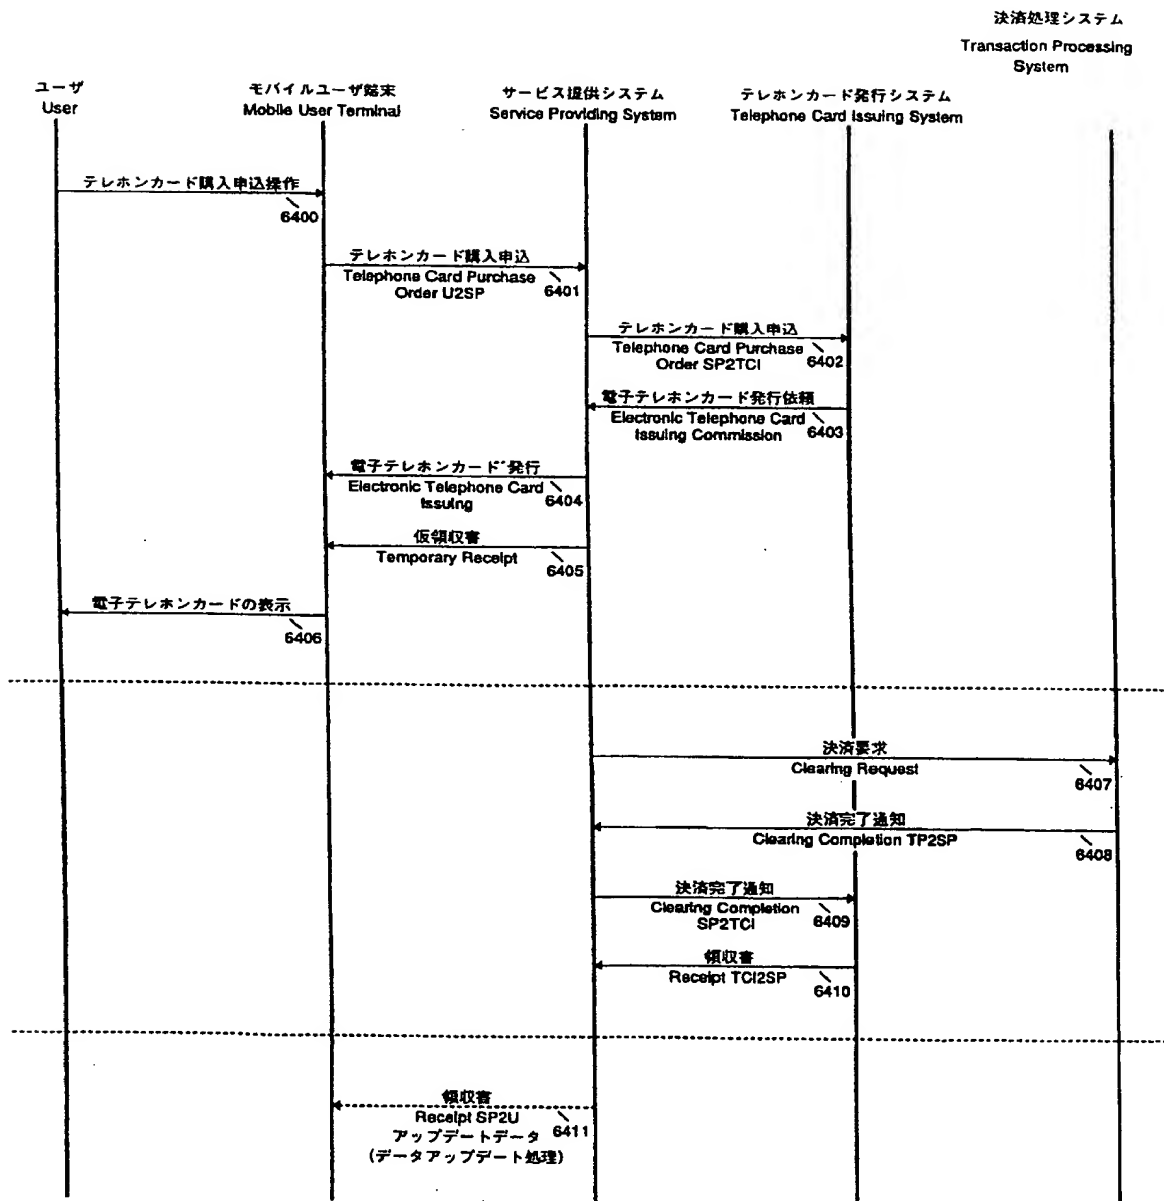 決済処理システム
Transaction Processing
System
ユーザ
User
モバイルユーザ端末
Mobile User Terminal
サービス提供システム
Service Providing System
テレホンカード発行システム
Telephone Card Issuing System
テレホンカード購入申込操作
6400
テレホンカード購入申込
Telephone Card Purchase
Order U2SP
6401
テレホンカード購入申込
Telephone Card Purchase
Order SP2TCI
6402
電子テレホンカード発行依頼
Electronic Telephone Card
Issuing Commission
6403
電子テレホンカード発行
Electronic Telephone Card
Issuing
6404
仮領収書
Temporary Receipt
6405
電子テレホンカードの表示
6406
決済要求
Clearing Request
6407
決済完了通知
Clearing Completion TP2SP
6408
決済完了通知
Clearing Completion
SP2TCI
6409
領収書
Receipt TCI2SP
6410
領収書
Receipt SP2U
6411
アップデートデータ
(データアップデート処理)